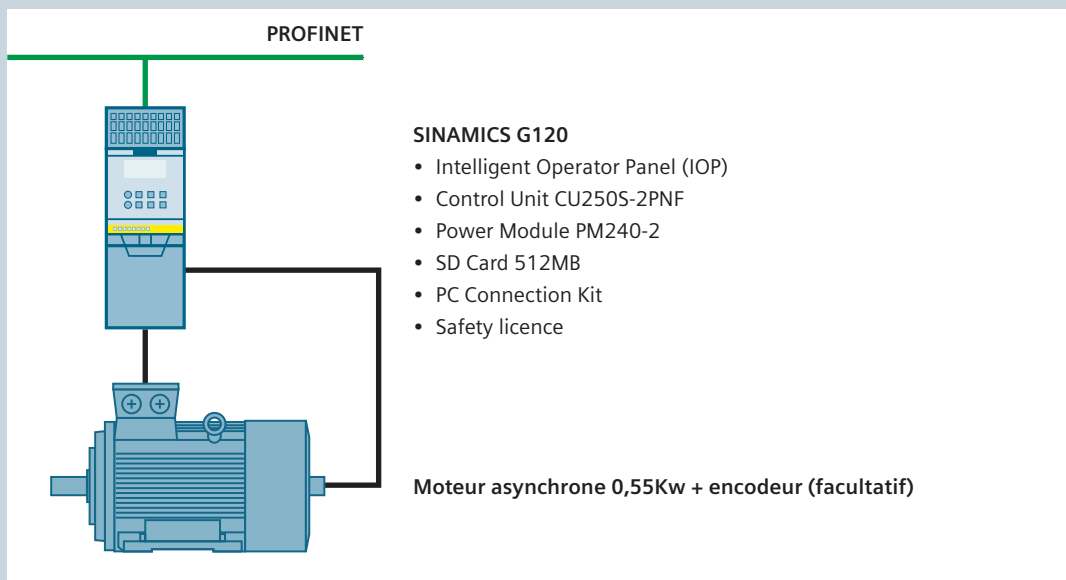 PROFINET
SINAMICS G120
• Intelligent Operator Panel (IOP)
• Control Unit CU250S-2PNF
• Power Module PM240-2
• SD Card 512MB
• PC Connection Kit
• Safety licence
Moteur asynchrone 0,55Kw + encodeur (facultatif)